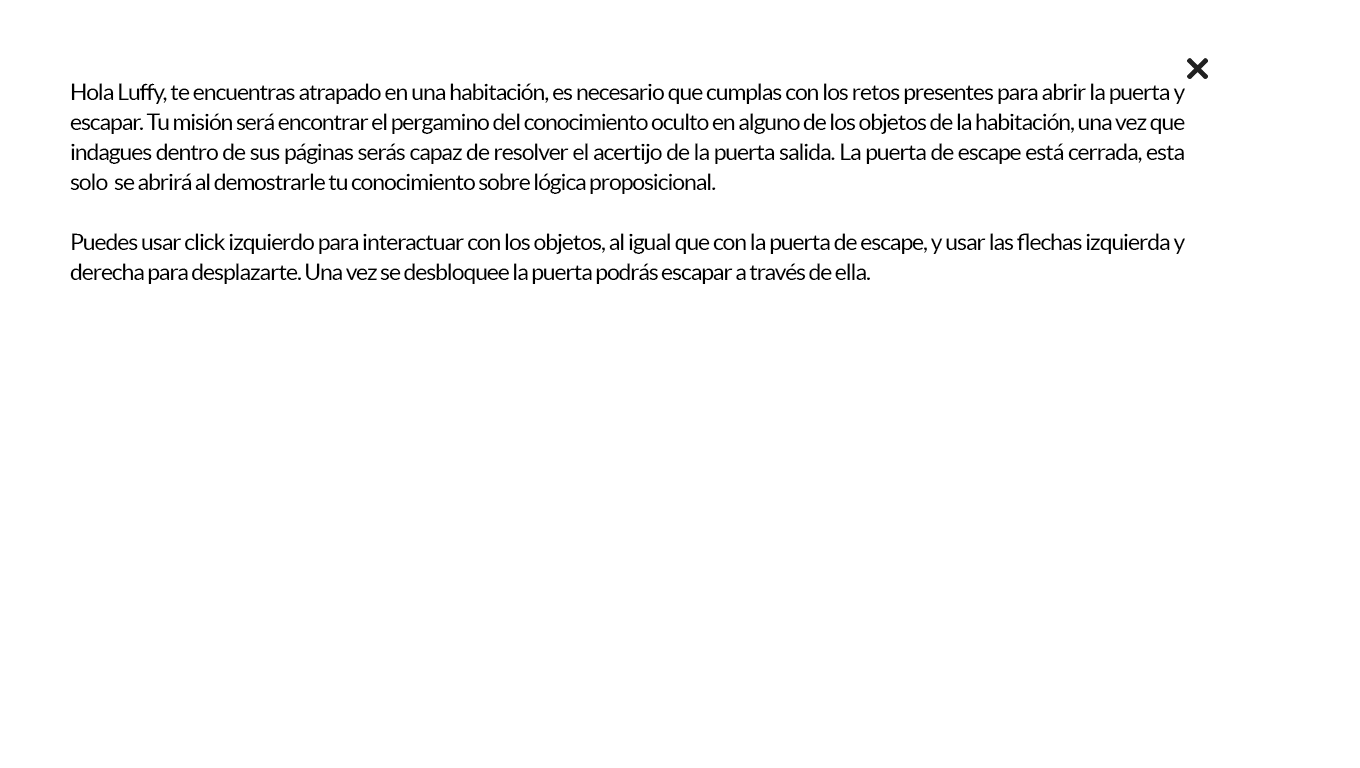 Hola Luffy, te encuentras atrapado en una habitación, es necesario que cumplas con los retos presentes para abrir la puerta y
escapar. Tu misión será encontrar el pergamino del conocimiento oculto en alguno de los objetos de la habitación, una vez que
indagues dentro de sus páginas serás capaz de resolver el acertijo de la puerta salida. La puerta de escape está cerrada, esta
solo  se abrirá al demostrarle tu conocimiento sobre lógica proposicional.
Puedes usar click izquierdo para interactuar con los objetos, al igual que con la puerta de escape, y usar las flechas izquierda y
derecha para desplazarte. Una vez se desbloquee la puerta podrás escapar a través de ella.